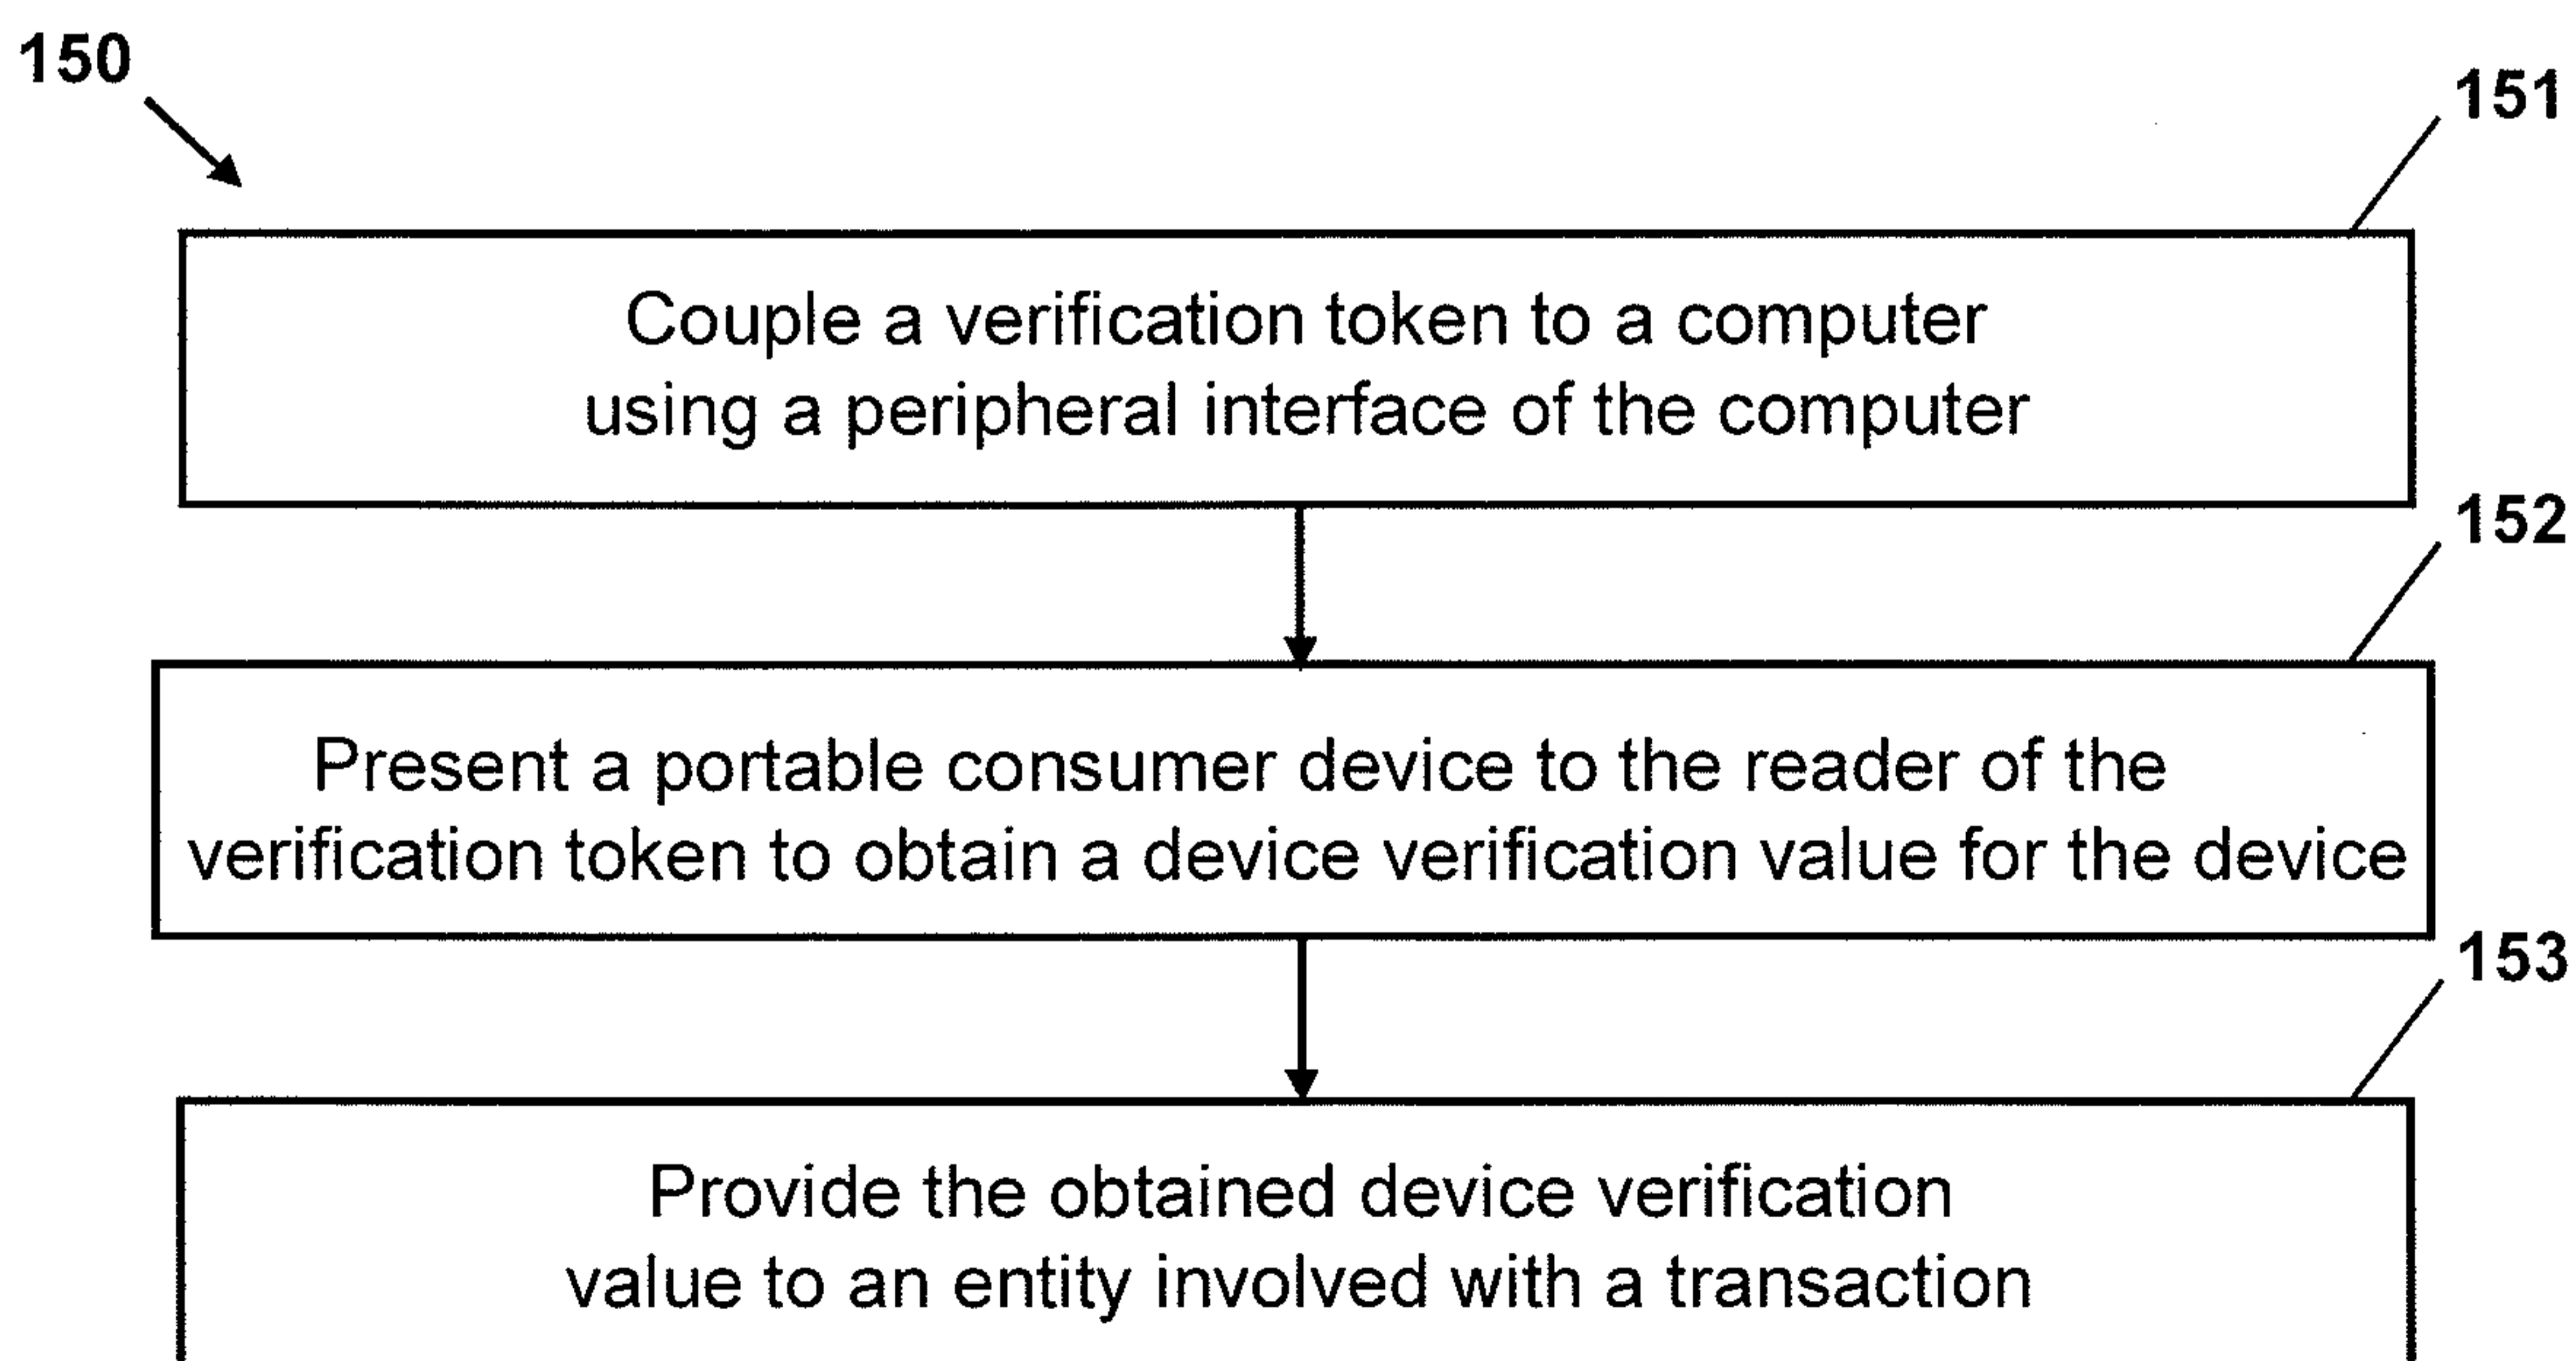 150
151
Couple a verification token to a computer
using a peripheral interface of the computer
152
Present a portable consumer device to the reader of the
verification token to obtain a device verification value for the device
153
Provide the obtained device verification
value to an entity involved with a transaction